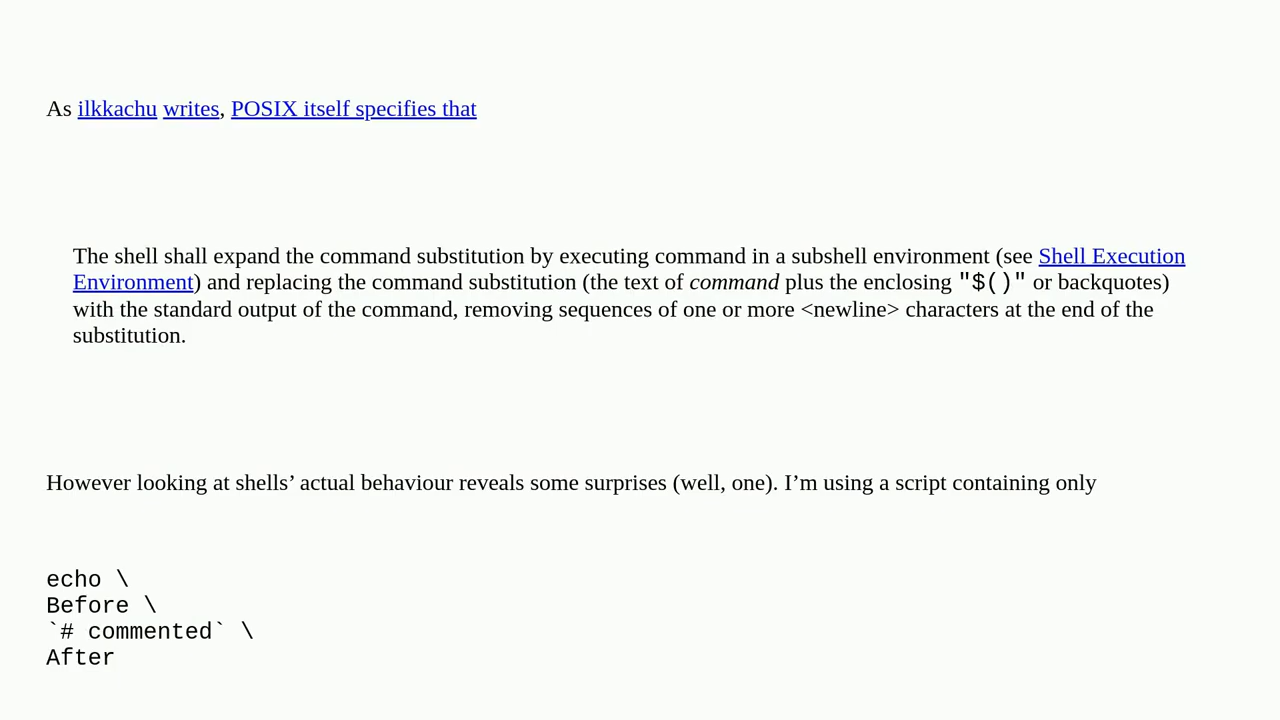 As ilkkachu writes, POSIX itself specifies that
The shell shall expand the command substitution by executing command in a subshell environment (see Shell Execution
Environment) and replacing the command substitution (the text of command plus the enclosing "$()" or backquotes)
with the standard output of the command, removing sequences of one or more <newline> characters at the end of the
substitution.
However looking at shells’ actual behaviour reveals some surprises (well, one). I’m using a script containing only
echo \
Before \
`# commented` \
After